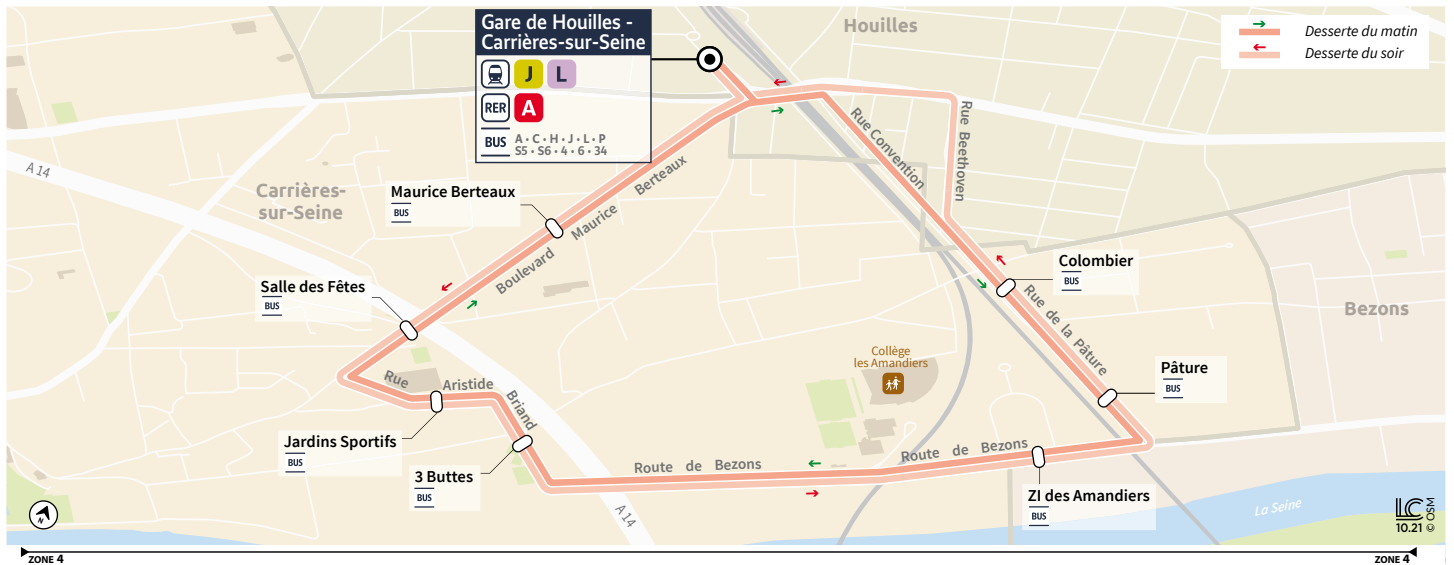 Gare de Houilles -
Carrières-sur-Seine
J L
RER A
BUS A • C • H • J • L • P
S5 • S6 • 4 • 6 • 34
Houilles
Desserte du matin
Desserte du soir
A 14
Carrières-
sur-Seine
Maurice Berteaux
BUS
Boulevard Maurice Berteaux
Rue Convention
Rue Beethoven
Salle des Fêtes
BUS
Colombier
BUS
Rue de la Pâture
Bezons
Collège
les Amandiers
Pâture
BUS
Rue Aristide Briand
Jardins Sportifs
BUS
3 Buttes
BUS
Route de Bezons
Route de Bezons
ZI des Amandiers
BUS
A 14
La Seine
N
LC
10.21 © OSM
ZONE 4
ZONE 4